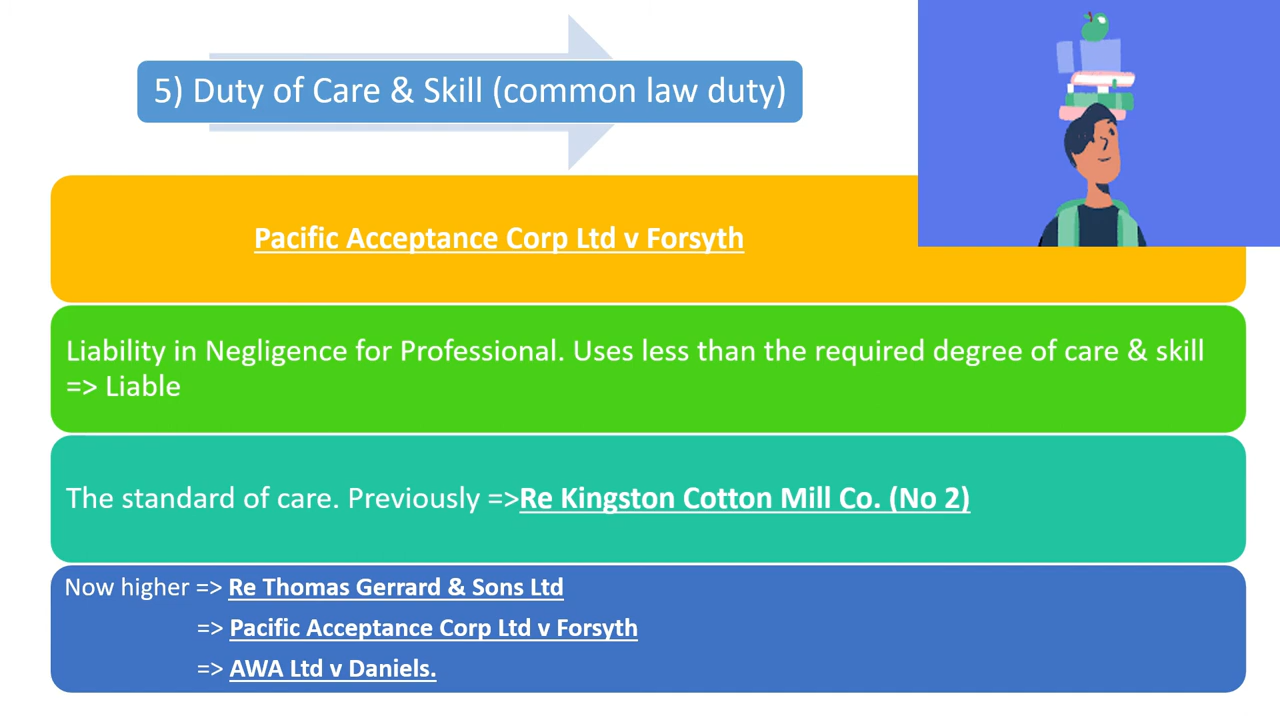 5) Duty of Care & Skill (common law duty)
Pacific Acceptance Corp Ltd v Forsyth
Liability in Negligence for Professional. Uses less than the required degree of care & skill
=> Liable
The standard of care. Previously =>Re Kingston Cotton Mill Co. (No 2)
Now higher => Re Thomas Gerrard & Sons Ltd
=> Pacific Acceptance Corp Ltd v Forsyth
=> AWA Ltd v Daniels.